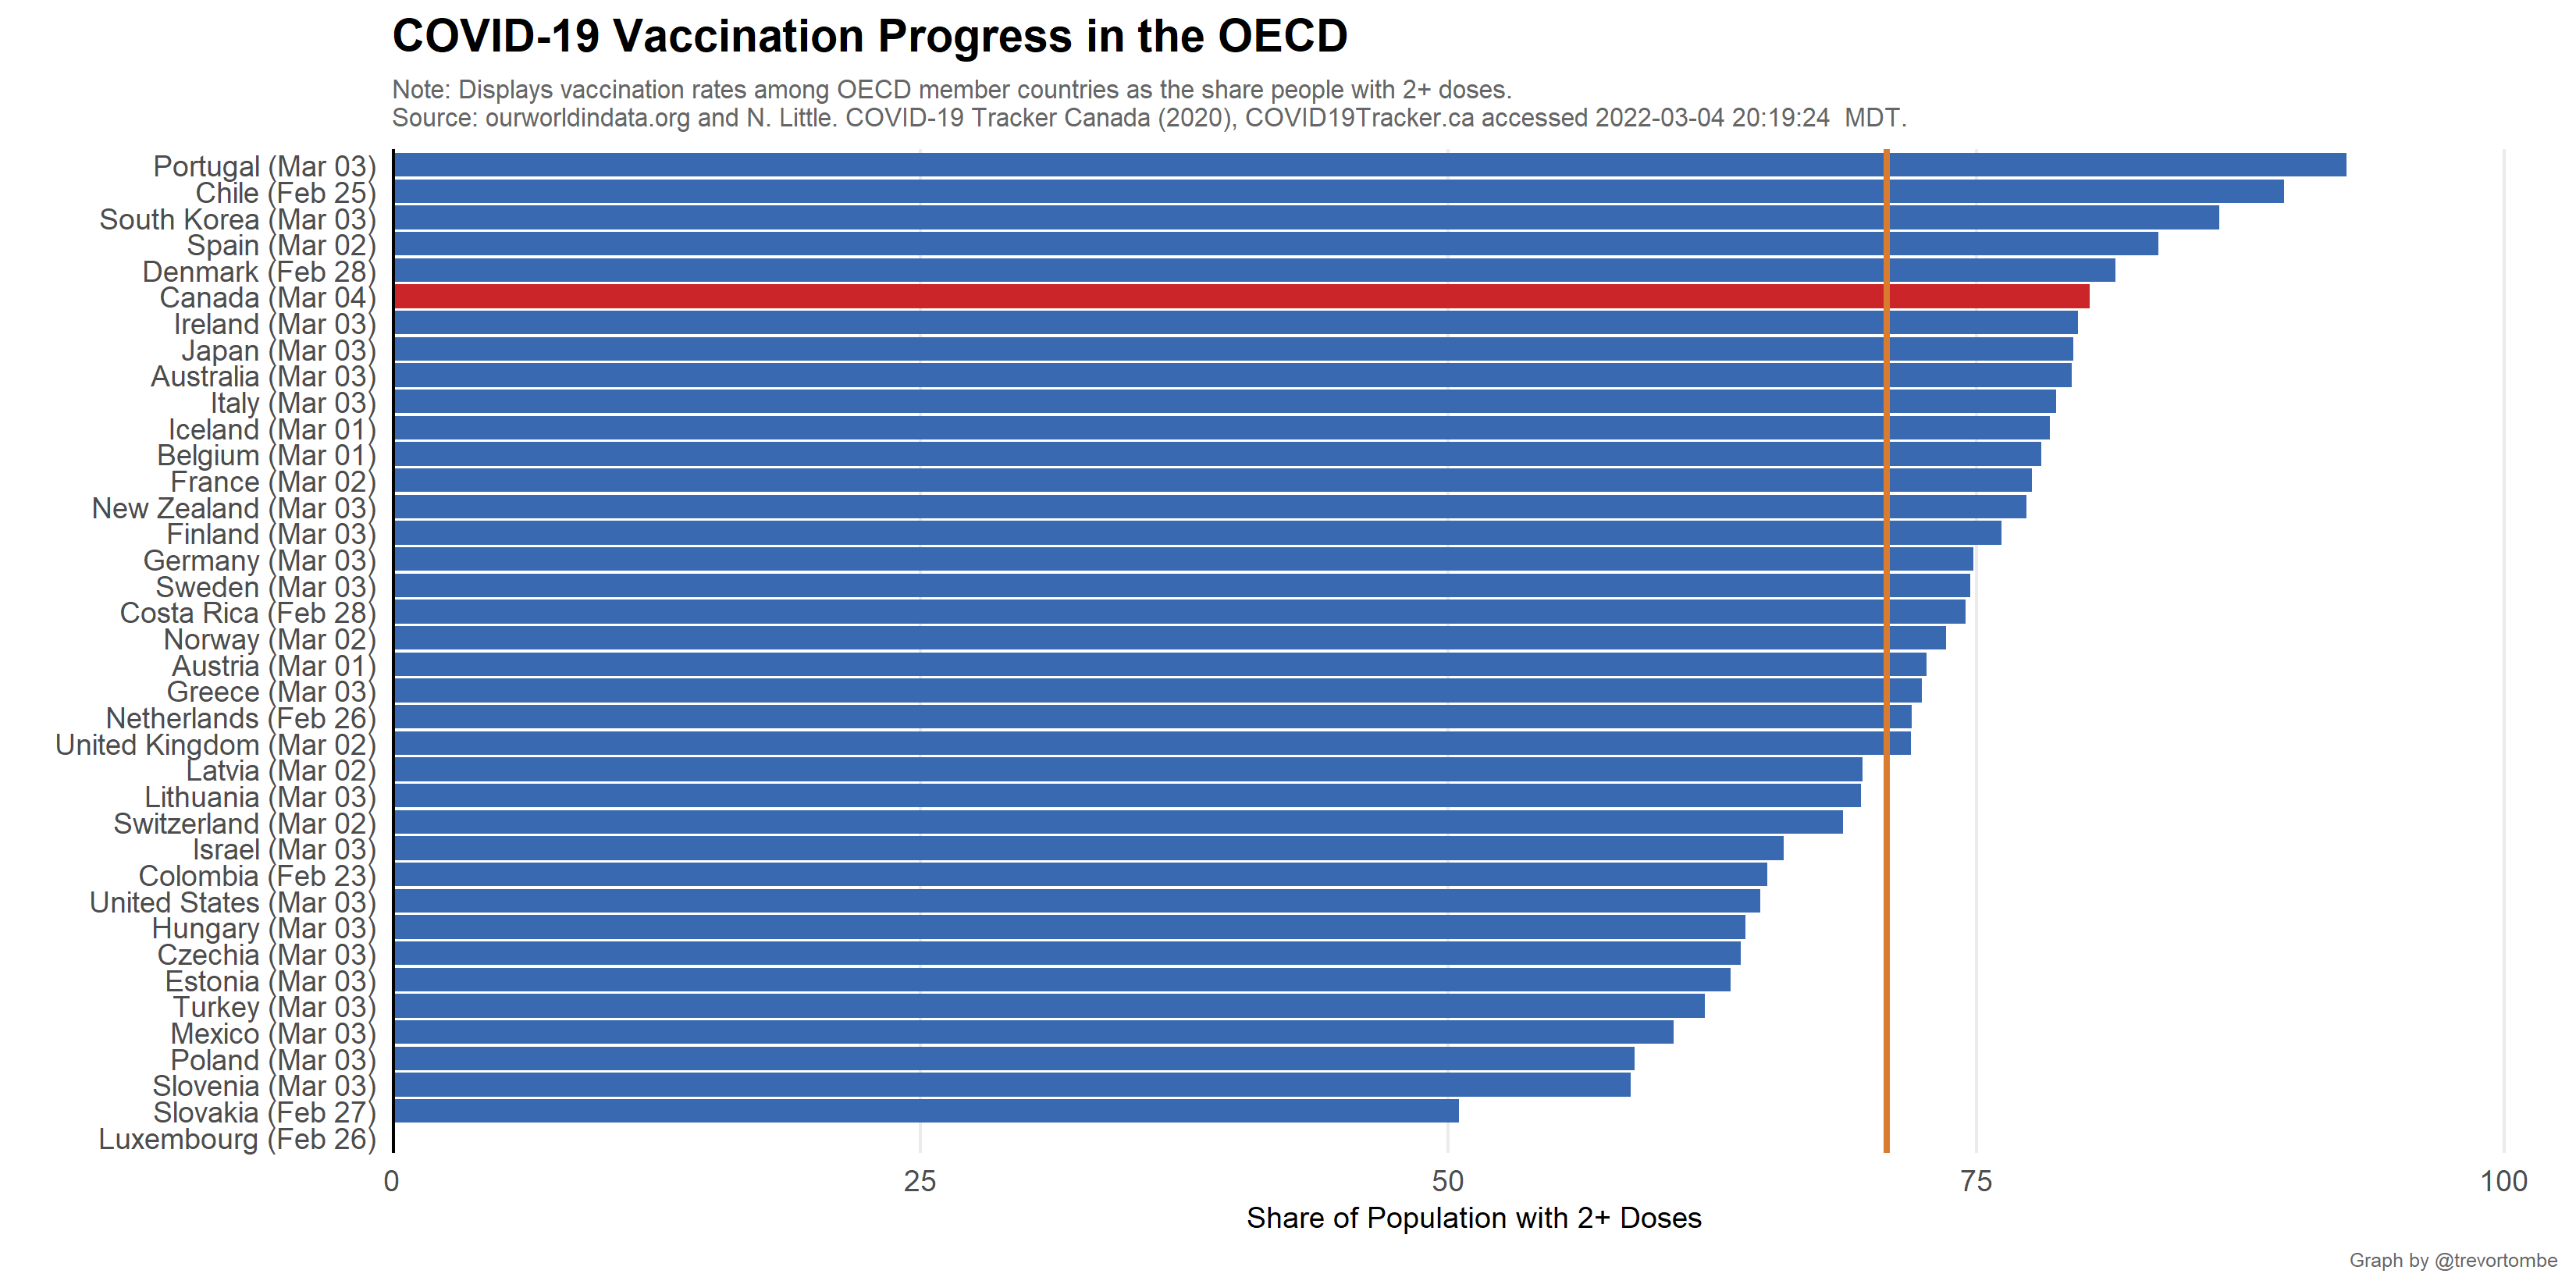 COVID-19 Vaccination Progress in the OECD
Note: Displays vaccination rates among OECD member countries as the share people with 2+ doses.
Source: ourworldindata.org and N. Little. COVID-19 Tracker Canada (2020), COVID19Tracker.ca accessed 2022-03-04 20:19:24  MDT.
Portugal (Mar 03)
Chile (Feb 25)
South Korea (Mar 03)
Spain (Mar 02)
Denmark (Feb 28)
Canada (Mar 04)
Ireland (Mar 03)
Japan (Mar 03)
Australia (Mar 03)
Italy (Mar 03)
Iceland (Mar 01)
Belgium (Mar 01)
France (Mar 02)
New Zealand (Mar 03)
Finland (Mar 03)
Germany (Mar 03)
Sweden (Mar 03)
Costa Rica (Feb 28)
Norway (Mar 02)
Austria (Mar 01)
Greece (Mar 03)
Netherlands (Feb 26)
United Kingdom (Mar 02)
Latvia (Mar 02)
Lithuania (Mar 03)
Switzerland (Mar 02)
Israel (Mar 03)
Colombia (Feb 23)
United States (Mar 03)
Hungary (Mar 03)
Czechia (Mar 03)
Estonia (Mar 03)
Turkey (Mar 03)
Mexico (Mar 03)
Poland (Mar 03)
Slovenia (Mar 03)
Slovakia (Feb 27)
Luxembourg (Feb 26)
0 25 50 75 100
Share of Population with 2+ Doses
Graph by @trevortombe